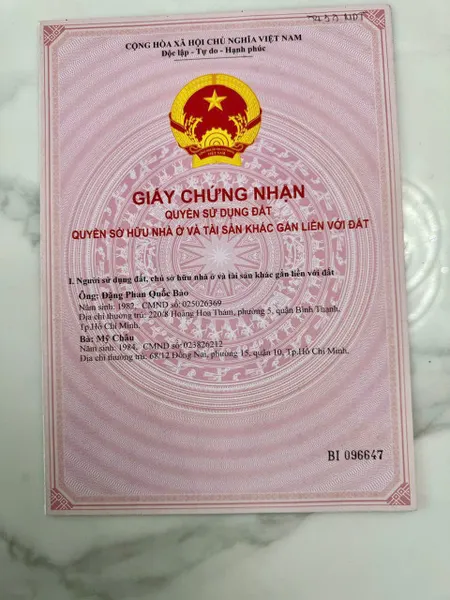 CỘNG HÒA XÃ HỘI CHỦ NGHĨA VIỆT NAM
Độc lập - Tự do - Hạnh phúc
GIẤY CHỨNG NHẬN
QUYỀN SỬ DỤNG ĐẤT
QUYỀN SỞ HỮU NHÀ Ở VÀ TÀI SẢN KHÁC GẮN LIỀN VỚI ĐẤT
I. Người sử dụng đất, chủ sở hữu nhà ở và tài sản khác gắn liền với đất
Ông: Đặng Phan Quốc Bảo
Năm sinh: 1982, CMND số: 025026369
Địa chỉ thường trú: 220/8 Hoàng Hoa Thám, phường 5, quận Bình Thạnh,
Tp.Hồ Chí Minh.
Bà: Mỹ Châu
Năm sinh: 1984, CMND số: 023826212
Địa chỉ thường trú: 68/12 Đồng Nai, phường 15, quận 10, Tp.Hồ Chí Minh.
BI 096647